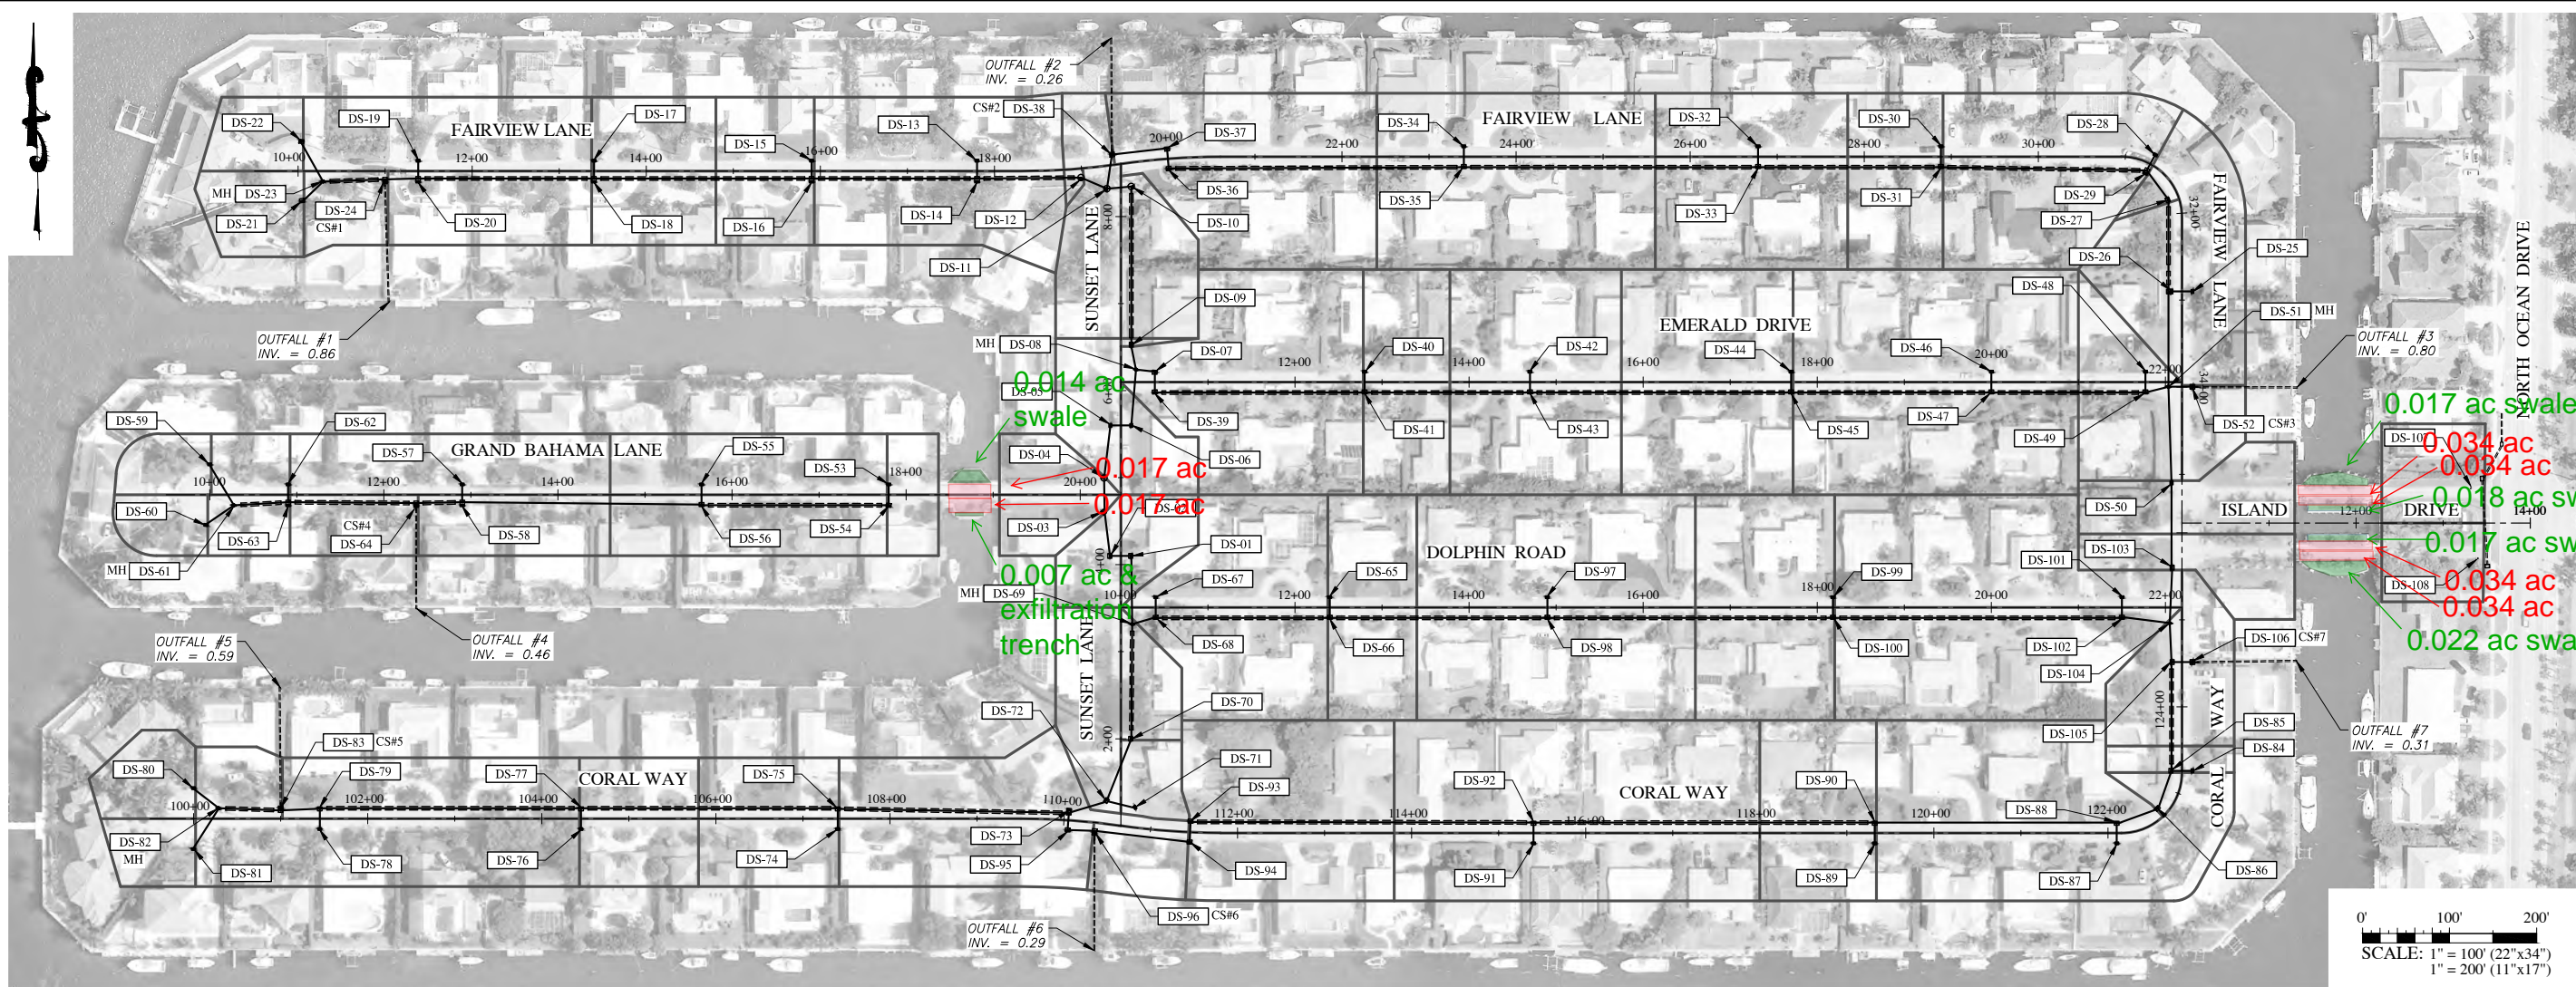 OUTFALL #2
INV. = 0.26
CS#2 DS-38
DS-22
DS-19
DS-17
DS-15
DS-13
FAIRVIEW LANE
10+00
12+00
14+00
16+00
18+00
20+00
DS-37
DS-34
FAIRVIEW LANE
DS-32
DS-30
DS-28
22+00
24+00
26+00
28+00
30+00
MH DS-23
DS-21
DS-24
CS#1
DS-20
DS-18
DS-16
DS-14
DS-12
DS-11
DS-10
DS-36
DS-35
DS-33
DS-31
DS-29
DS-27
DS-26
DS-25
32+00
FAIRVIEW LANE
SUNSET LANE
8+00
DS-09
OUTFALL #1
INV. = 0.86
MH DS-08
DS-07
DS-05
6+00
DS-39
DS-06
12+00
DS-40
14+00
DS-42
16+00
EMERALD DRIVE
DS-44
18+00
DS-46
20+00
DS-48
22+00
DS-51 MH
34+00
OUTFALL #3
INV. = 0.80
DS-41
DS-43
DS-45
DS-47
DS-49
DS-52 CS#3
NORTH OCEAN DRIVE
0.014 ac
swale
0.017 ac swale
0.034 ac
0.034 ac
0.018 ac sw
0.017 ac sw
0.034 ac
0.034 ac
0.022 ac swa
DS-108
ISLAND
DRIVE
12+00
14+00
DS-59
DS-62
DS-57
GRAND BAHAMA LANE
DS-55
DS-53
10+00
12+00
14+00
16+00
18+00
20+00
DS-60
DS-63
CS#4
DS-64
DS-58
DS-56
DS-54
MH DS-61
DS-04
DS-03
0.017 ac
0.017 ac
DS-01
0.007 ac &
exfiltration
trench
MH DS-69
10+00
DS-67
DS-68
DOLPHIN ROAD
12+00
DS-65
14+00
DS-97
16+00
18+00
DS-99
20+00
22+00
DS-101
DS-103
DS-50
DS-66
DS-98
DS-100
DS-102
DS-104
DS-106 CS#7
DS-105
OUTFALL #7
INV. = 0.31
124+00
CORAL WAY
DS-85
DS-84
OUTFALL #5
INV. = 0.59
OUTFALL #4
INV. = 0.46
SUNSET LANE
DS-72
DS-70
2+00
DS-71
DS-93
DS-80
DS-83 CS#5
DS-79
DS-77
CORAL WAY
DS-75
100+00
102+00
104+00
106+00
108+00
110+00
112+00
114+00
116+00
118+00
120+00
122+00
DS-92
CORAL WAY
DS-90
DS-88
DS-82
MH
DS-81
DS-78
DS-76
DS-74
DS-73
DS-95
DS-94
DS-91
DS-89
DS-87
DS-86
DS-96 CS#6
OUTFALL #6
INV. = 0.29
0' 100' 200'
SCALE: 1" = 100' (22"x34")
1" = 200' (11"x17")